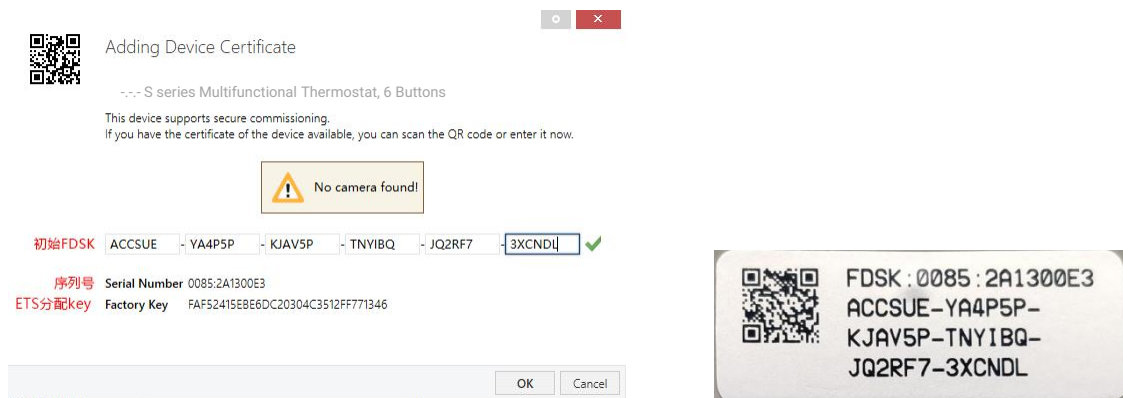 Adding Device Certificate
-.-.- S series Multifunctional Thermostat, 6 Buttons
This device supports secure commissioning.
If you have the certificate of the device available, you can scan the QR code or enter it now.
No camera found!
初始FDSK ACCSUE - YA4P5P - KJAV5P - TNYIBQ - JQ2RF7 - 3XCNDL
序列号 Serial Number 0085:2A1300E3
ETS分配key Factory Key FAF52415EBE6DC20304C3512FF771346
OK Cancel
FDSK:0085:2A1300E3
ACCSUE-YA4P5P-
KJAV5P-TNYIBQ-
JQ2RF7-3XCNDL